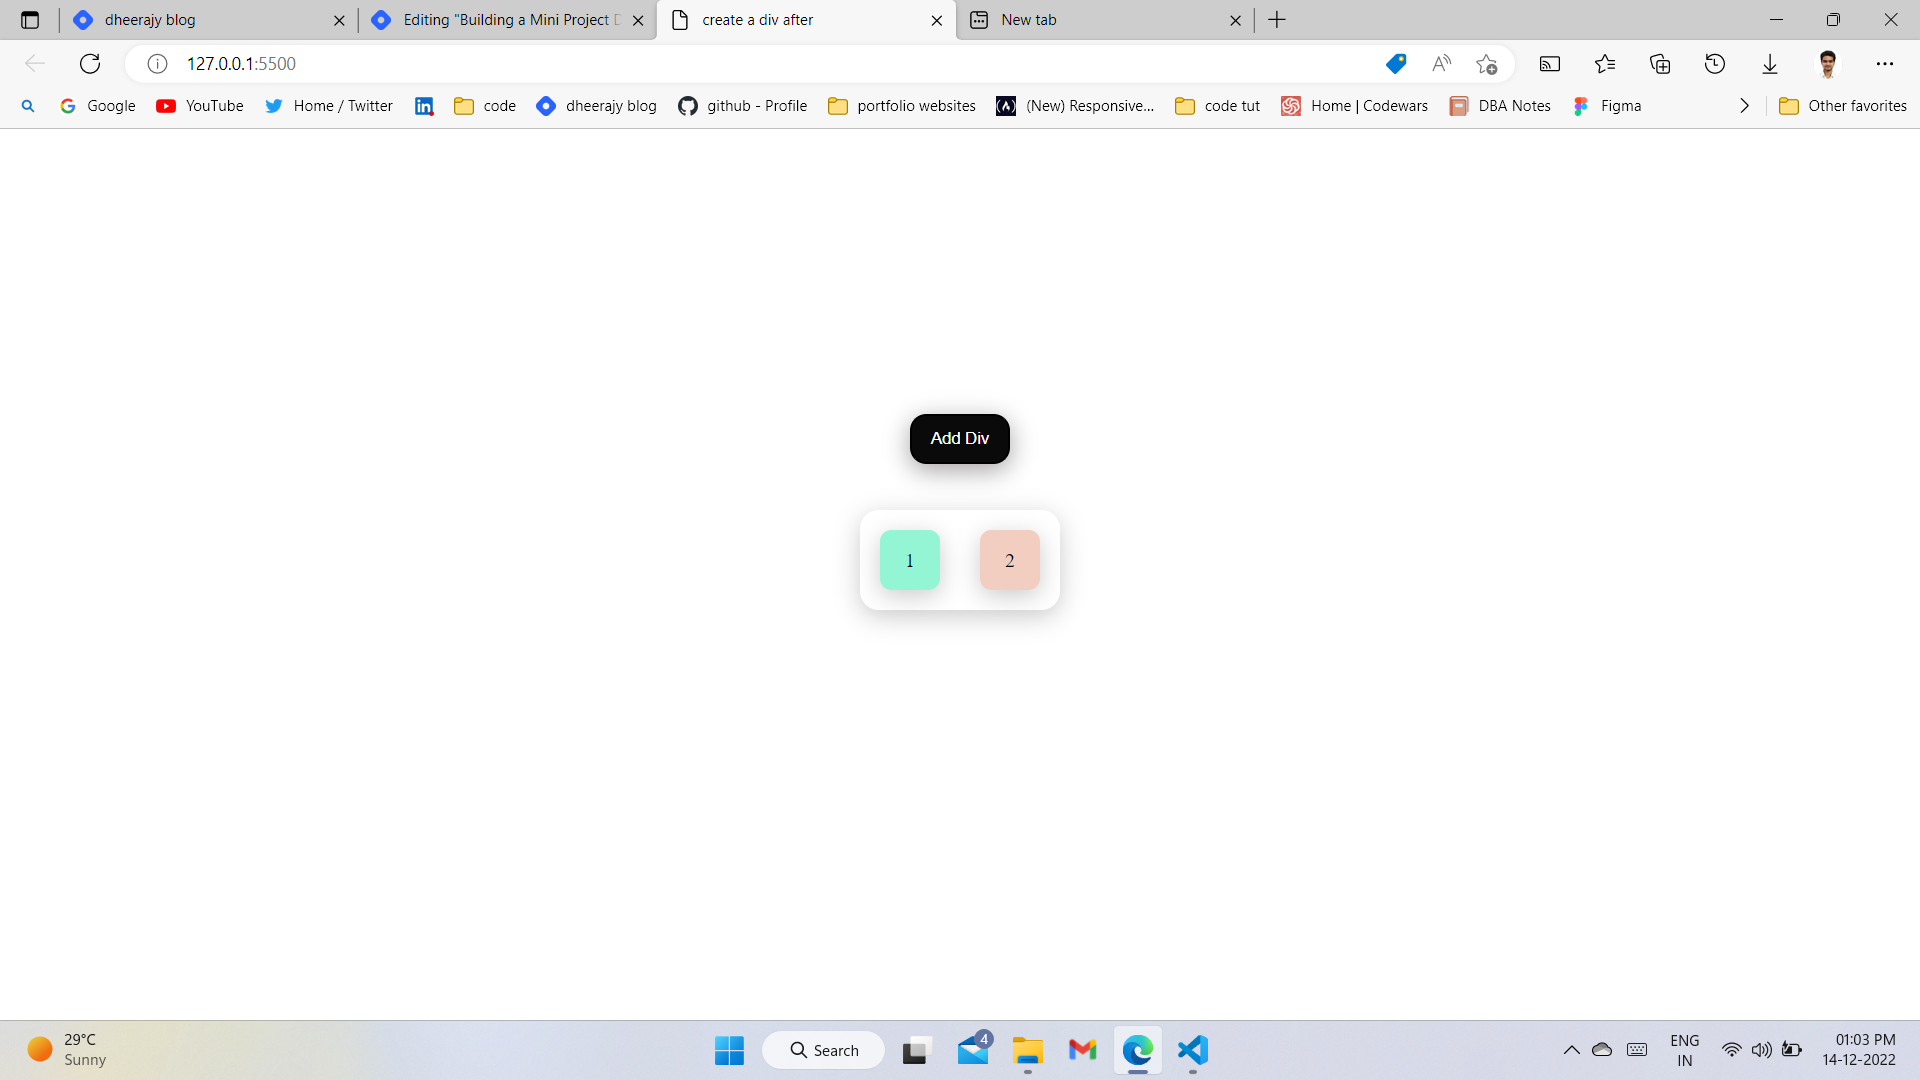 dheerajy blog
Editing "Building a Mini Project
create a div after
New tab
127.0.0.1:5500
Google
YouTube
Home / Twitter
in
code
dheerajy blog
github - Profile
portfolio websites
(New) Responsive...
code tut
Home | Codewars
DBA Notes
Figma
Other favorites
Add Div
1
2
29°C
Sunny
Search
4
ENG
IN
01:03 PM
14-12-2022